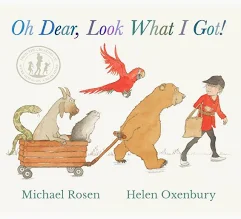 Oh Dear, Look What I Got!
Michael Rosen Helen Oxenbury